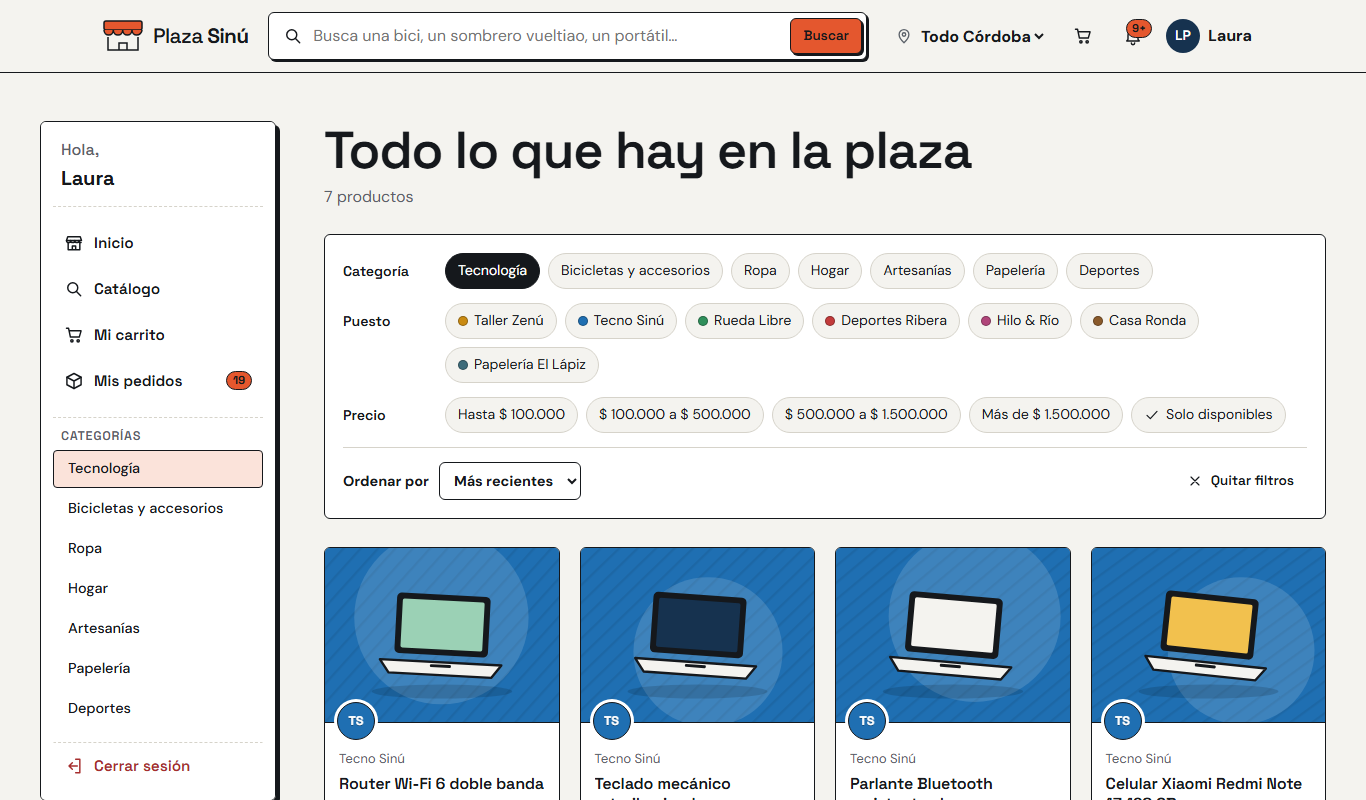 Plaza Sinú
Busca una bici, un sombrero vueltiao, un portátil...
Buscar
Todo Córdoba
9+
LP
Laura
Hola,
Laura
Inicio
Catálogo
Mi carrito
Mis pedidos
19
CATEGORÍAS
Tecnología
Bicicletas y accesorios
Ropa
Hogar
Artesanías
Papelería
Deportes
Cerrar sesión
Todo lo que hay en la plaza
7 productos
Categoría
Tecnología
Bicicletas y accesorios
Ropa
Hogar
Artesanías
Papelería
Deportes
Puesto
Taller Zenú
Tecno Sinú
Rueda Libre
Deportes Ribera
Hilo & Río
Casa Ronda
Papelería El Lápiz
Precio
Hasta $ 100.000
$ 100.000 a $ 500.000
$ 500.000 a $ 1.500.000
Más de $ 1.500.000
Solo disponibles
Ordenar por
Más recientes
Quitar filtros
TS
Tecno Sinú
Router Wi-Fi 6 doble banda
TS
Tecno Sinú
Teclado mecánico
TS
Tecno Sinú
Parlante Bluetooth
TS
Tecno Sinú
Celular Xiaomi Redmi Note